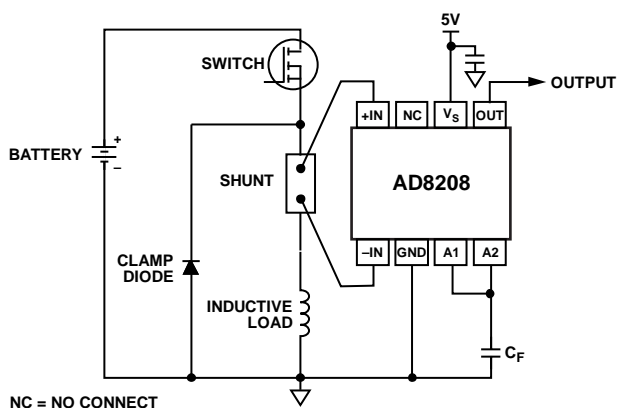 5V
SWITCH
OUTPUT
+IN
NC
VS
OUT
BATTERY
+
–
SHUNT
AD8208
–IN
GND
A1
A2
CLAMP
DIODE
INDUCTIVE
LOAD
CF
NC = NO CONNECT